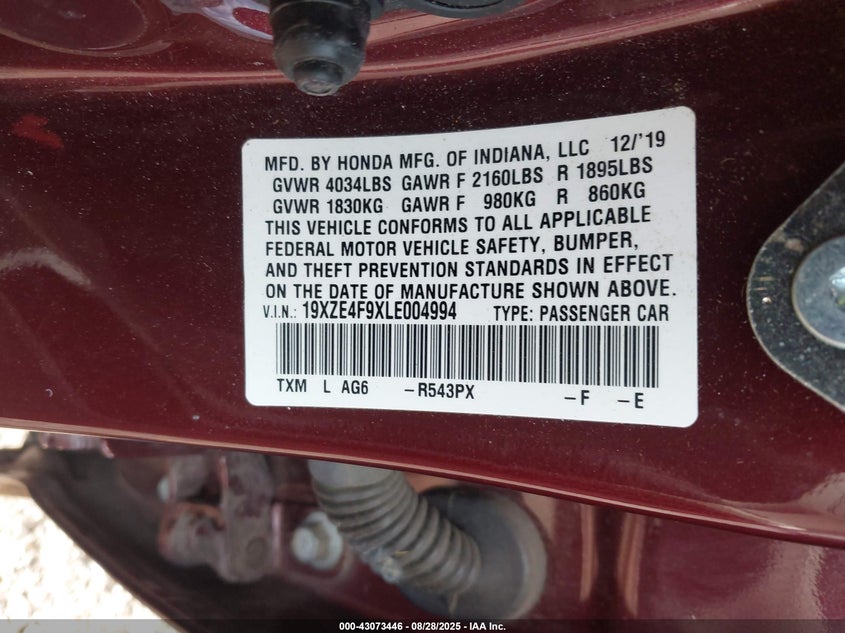 MFD. BY HONDA MFG. OF INDIANA, LLC 12/'19
GVWR 4034LBS GAWR F 2160LBS R 1895LBS
GVWR 1830KG GAWR F 980KG R 860KG
THIS VEHICLE CONFORMS TO ALL APPLICABLE
FEDERAL MOTOR VEHICLE SAFETY, BUMPER,
AND THEFT PREVENTION STANDARDS IN EFFECT
ON THE DATE OF MANUFACTURE SHOWN ABOVE.
V.I.N.: 19XZE4F9XLE004994 TYPE: PASSENGER CAR
TXM L AG6 –R543PX –F –E
000-43073446 - 08/28/2025 - IAA Inc.